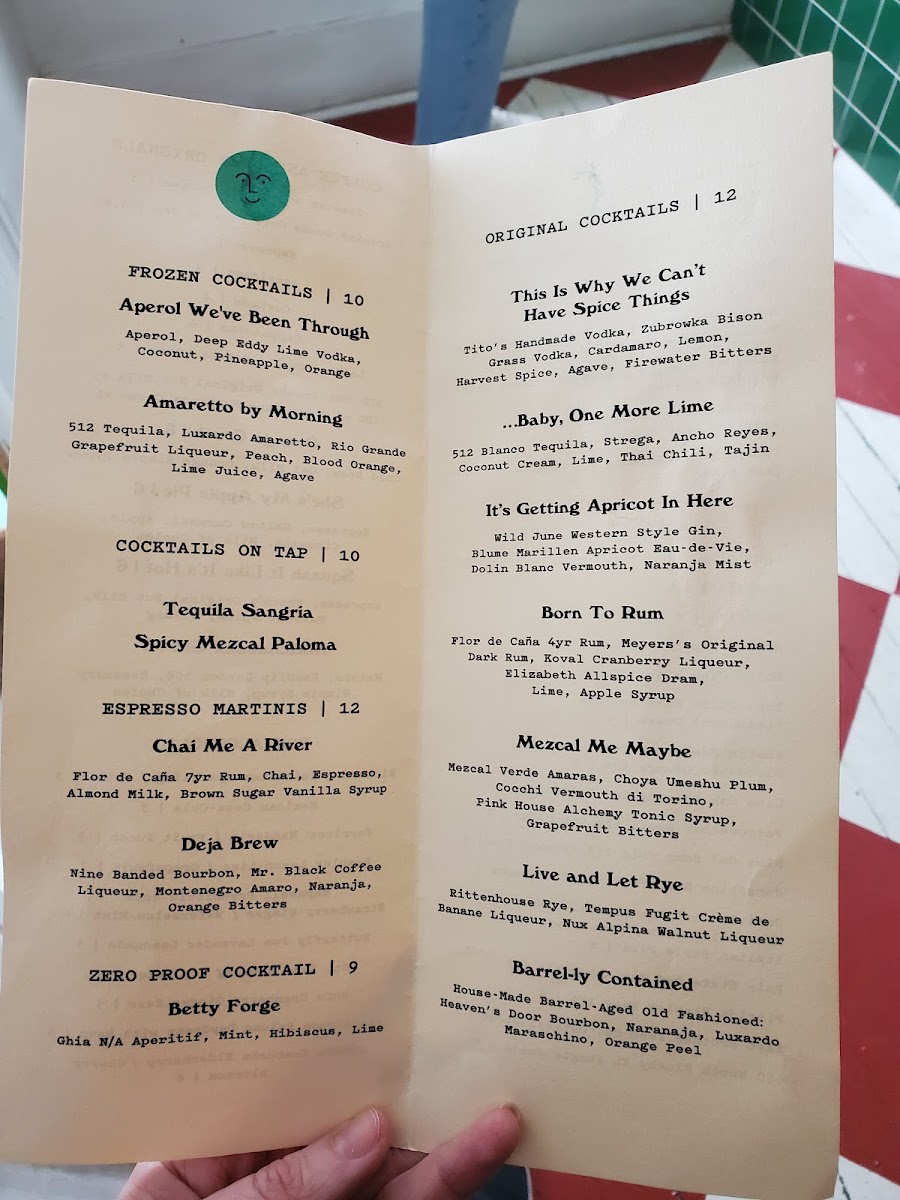 FROZEN COCKTAILS | 10
Aperol We've Been Through
Aperol, Deep Eddy Lime Vodka,
Coconut, Pineapple, Orange
Amaretto by Morning
512 Tequila, Luxardo Amaretto, Rio Grande
Grapefruit Liqueur, Peach, Blood Orange,
Lime Juice, Agave
COCKTAILS ON TAP | 10
Tequila Sangria
Spicy Mezcal Paloma
ESPRESSO MARTINIS | 12
Chai Me A River
Flor de Caña 7yr Rum, Chai, Espresso,
Almond Milk, Brown Sugar Vanilla Syrup
Deja Brew
Nine Banded Bourbon, Mr. Black Coffee
Liqueur, Montenegro Amaro, Naranja,
Orange Bitters
ZERO PROOF COCKTAIL | 9
Betty Forge
Ghia N/A Aperitif, Mint, Hibiscus, Lime
ORIGINAL COCKTAILS | 12
This Is Why We Can't
Have Spice Things
Tito's Handmade Vodka, Zubrowka Bison
Grass Vodka, Cardamaro, Lemon,
Harvest Spice, Agave, Firewater Bitters
...Baby, One More Lime
512 Blanco Tequila, Strega, Ancho Reyes,
Coconut Cream, Lime, Thai Chili, Tajin
It's Getting Apricot In Here
Wild June Western Style Gin,
Blume Marillen Apricot Eau-de-Vie,
Dolin Blanc Vermouth, Naranja Mist
Born To Rum
Flor de Caña 4yr Rum, Meyers's Original
Dark Rum, Koval Cranberry Liqueur,
Elizabeth Allspice Dram,
Lime, Apple Syrup
Mezcal Me Maybe
Mezcal Verde Amaras, Choya Umeshu Plum,
Cocchi Vermouth di Torino,
Pink House Alchemy Tonic Syrup,
Grapefruit Bitters
Live and Let Rye
Rittenhouse Rye, Tempus Fugit Crème de
Banane Liqueur, Nux Alpina Walnut Liqueur
Barrel-ly Contained
House-Made Barrel-Aged Old Fashioned:
Heaven's Door Bourbon, Naranaja, Luxardo
Maraschino, Orange Peel